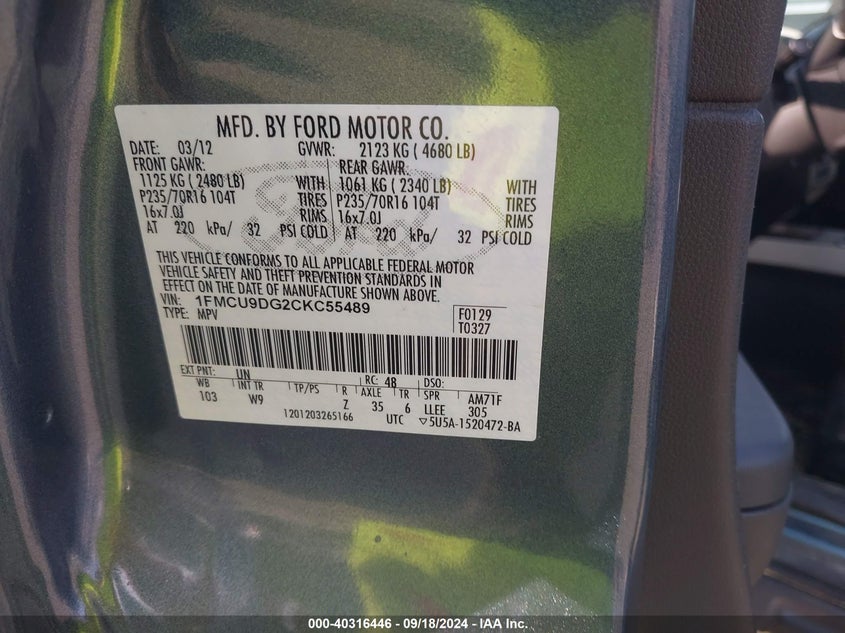 MFD. BY FORD MOTOR CO.
DATE: 03/12 GVWR: 2123 KG ( 4680 LB)
FRONT GAWR: REAR GAWR:
1125 KG ( 2480 LB) WITH 1061 KG ( 2340 LB) WITH
P235/70R16 104T TIRES P235/70R16 104T TIRES
16x7.0J RIMS 16x7.0J RIMS
AT 220 kPa/ 32 PSI COLD AT 220 kPa/ 32 PSI COLD
THIS VEHICLE CONFORMS TO ALL APPLICABLE FEDERAL MOTOR
VEHICLE SAFETY AND THEFT PREVENTION STANDARDS IN
EFFECT ON THE DATE OF MANUFACTURE SHOWN ABOVE.
VIN: 1FMCU9DG2CKC55489 F0129
TYPE: MPV T0327
EXT PNT: UN RC: 48 DSO:
WB INT TR TP/PS R AXLE TR SPR AM71F
103 W9 Z 35 6 LLEE 305
1201203265166 UTC ▽5U5A-1520472-BA
000-40316446 - 09/18/2024 - IAA Inc.